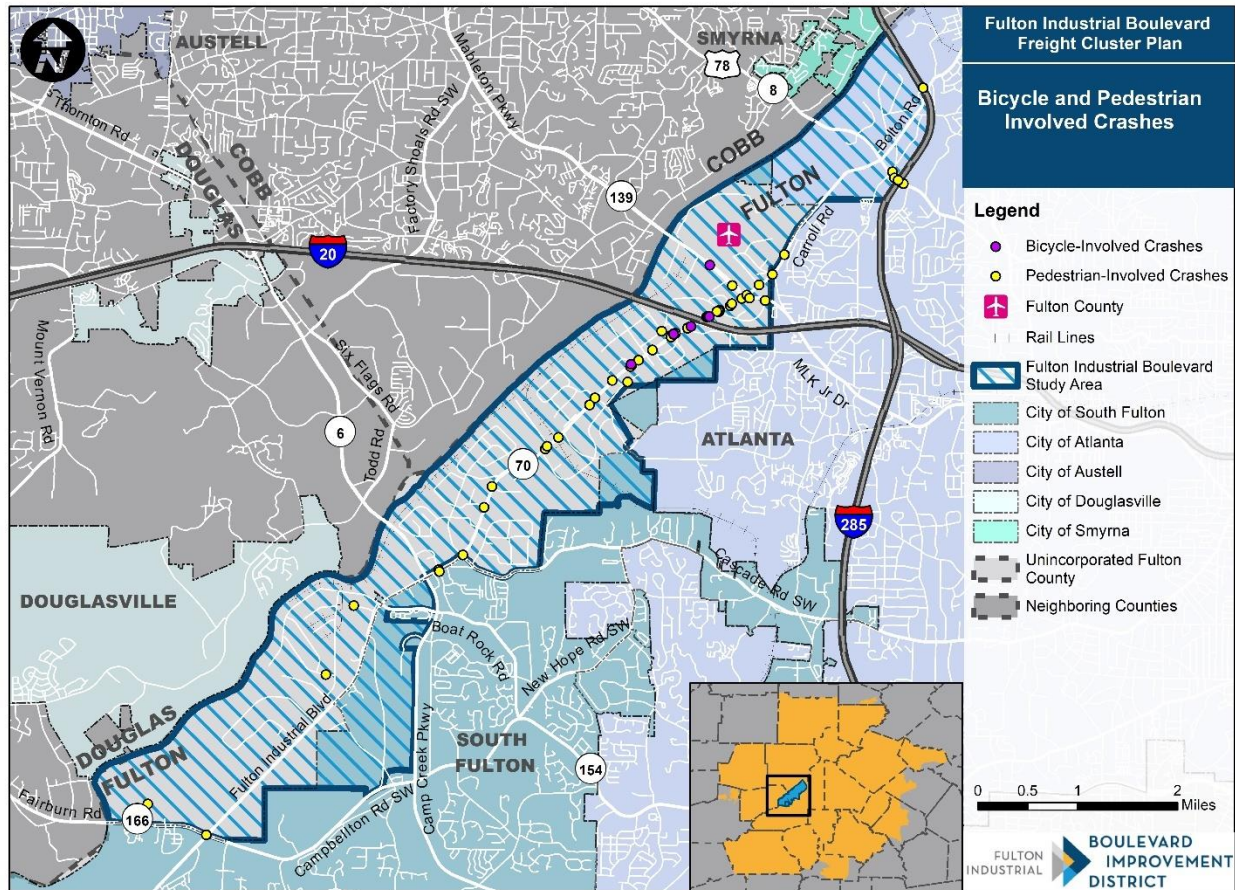 Fulton Industrial Boulevard
Freight Cluster Plan
Bicycle and Pedestrian
Involved Crashes
Legend
Bicycle-Involved Crashes
Pedestrian-Involved Crashes
Fulton County
Rail Lines
Fulton Industrial Boulevard
Study Area
City of South Fulton
City of Atlanta
City of Austell
City of Douglasville
City of Smyrna
Unincorporated Fulton
County
Neighboring Counties
0 0.5 1 2
Miles
FULTON
INDUSTRIAL
BOULEVARD
IMPROVEMENT
DISTRICT
N
AUSTELL
SMYRNA
78
8
Thornton Rd
COBB
DOUGLAS
Factory Shoals Rd SW
Mableton Pkwy
COBB
FULTON
Bolton Rd
139
Carroll Rd
20
Mount Vernon Rd
Six Flags Rd
6
Todd Rd
MLK Jr Dr
ATLANTA
70
285
Cascade Rd SW
DOUGLASVILLE
Boat Rock Rd
New Hope Rd SW
DOUGLAS
FULTON
Fulton Industrial Blvd
SOUTH
FULTON
Camp Creek Pkwy
154
Fairburn Rd
166
Campbellton Rd SW